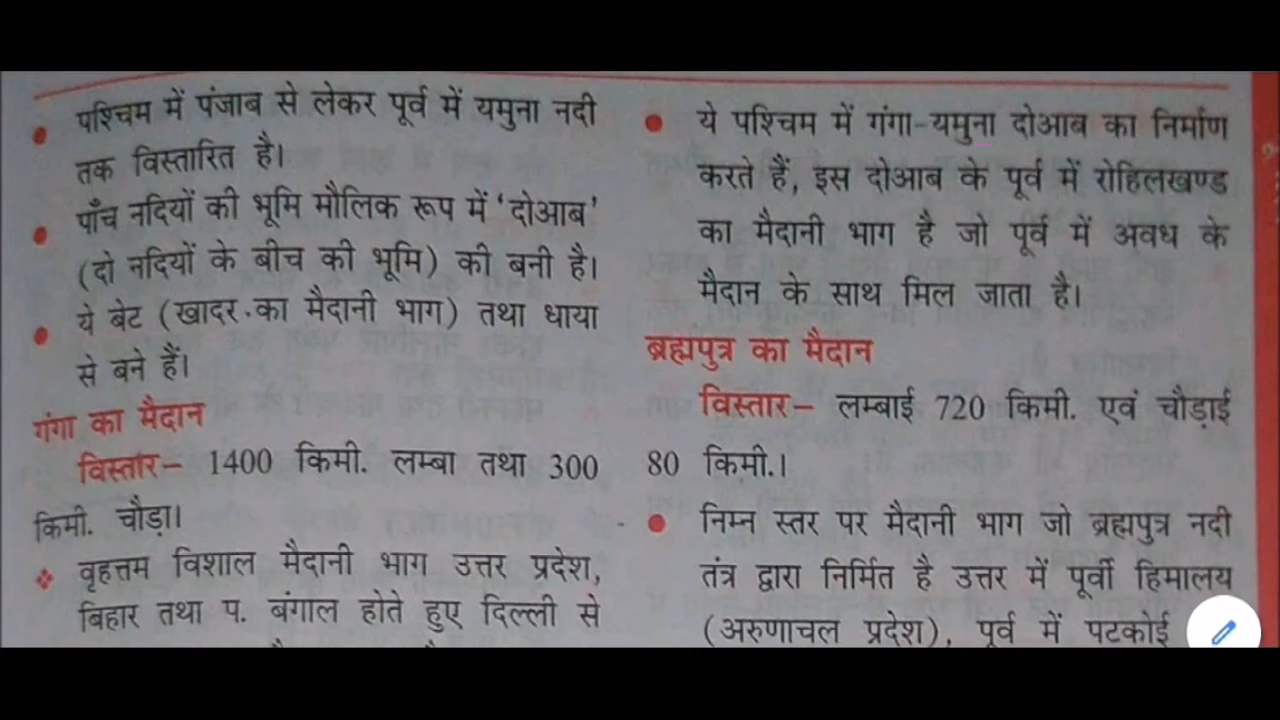 पश्चिम में पंजाब से लेकर पूर्व में यमुना नदी
तक विस्तारित है।
पाँच नदियों की भूमि मौलिक रूप में ‘दोआब’
(दो नदियों के बीच की भूमि) की बनी है।
ये बेट (खादर का मैदानी भाग) तथा धाया
से बने हैं।
गंगा का मैदान
विस्तार– 1400 किमी. लम्बा तथा 300
किमी. चौड़ा।
वृहत्तम विशाल मैदानी भाग उत्तर प्रदेश,
बिहार तथा प. बंगाल होते हुए दिल्ली से
ये पश्चिम में गंगा-यमुना दोआब का निर्माण
करते हैं, इस दोआब के पूर्व में रोहिलखण्ड
का मैदानी भाग है जो पूर्व में अवध के
मैदान के साथ मिल जाता है।
ब्रह्मपुत्र का मैदान
विस्तार– लम्बाई 720 किमी. एवं चौड़ाई
80 किमी.।
निम्न स्तर पर मैदानी भाग जो ब्रह्मपुत्र नदी
तंत्र द्वारा निर्मित है उत्तर में पूर्वी हिमालय
(अरुणाचल प्रदेश), पूर्व में पटकोई